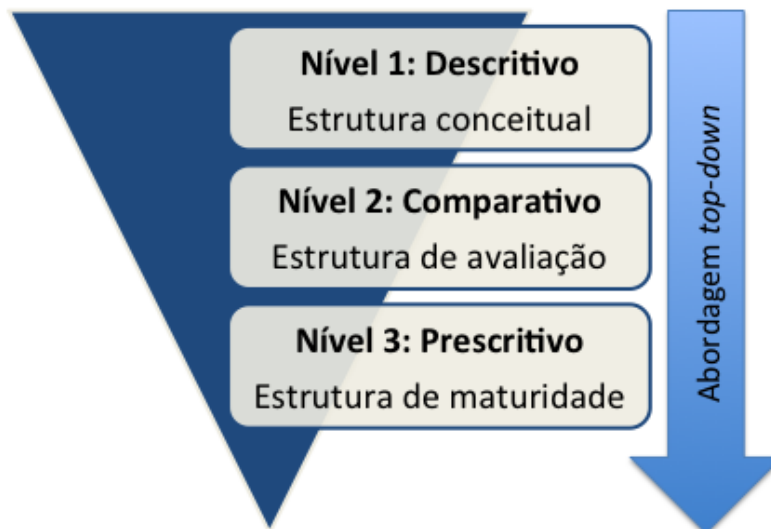 Nível 1: Descritivo
Estrutura conceitual
Nível 2: Comparativo
Estrutura de avaliação
Nível 3: Prescritivo
Estrutura de maturidade
Abordagem top-down